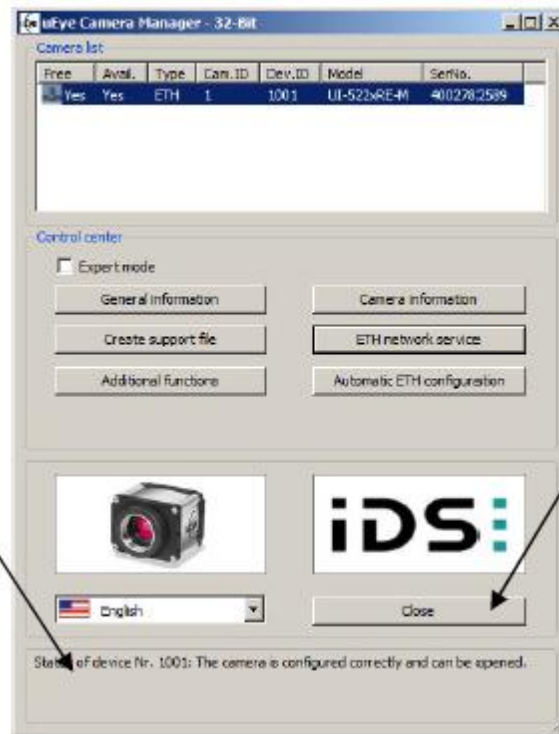 uEye Camera Manager - 32-Bit
Camera list
Free Avail. Type Cam.ID Dev.ID Model SerNo.
Yes Yes ETH 1 1001 UI-522xRE-M 4002782589
Control center
Expert mode
General information Camera information
Create support file ETH network service
Additional functions Automatic ETH configuration
iDS
English Close
Status of device Nr. 1001: The camera is configured correctly and can be opened.